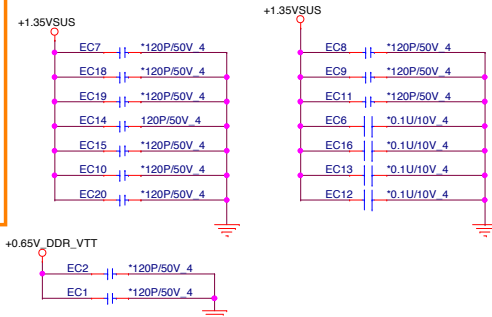 +1.35VSUS
EC7 *120P/50V_4
EC18 *120P/50V_4
EC19 *120P/50V_4
EC14 120P/50V_4
EC15 *120P/50V_4
EC10 *120P/50V_4
EC20 *120P/50V_4
+1.35VSUS
EC8 *120P/50V_4
EC9 *120P/50V_4
EC11 *120P/50V_4
EC6 *0.1U/10V_4
EC16 *0.1U/10V_4
EC13 *0.1U/10V_4
EC12 *0.1U/10V_4
+0.65V_DDR_VTT
EC2 *120P/50V_4
EC1 *120P/50V_4